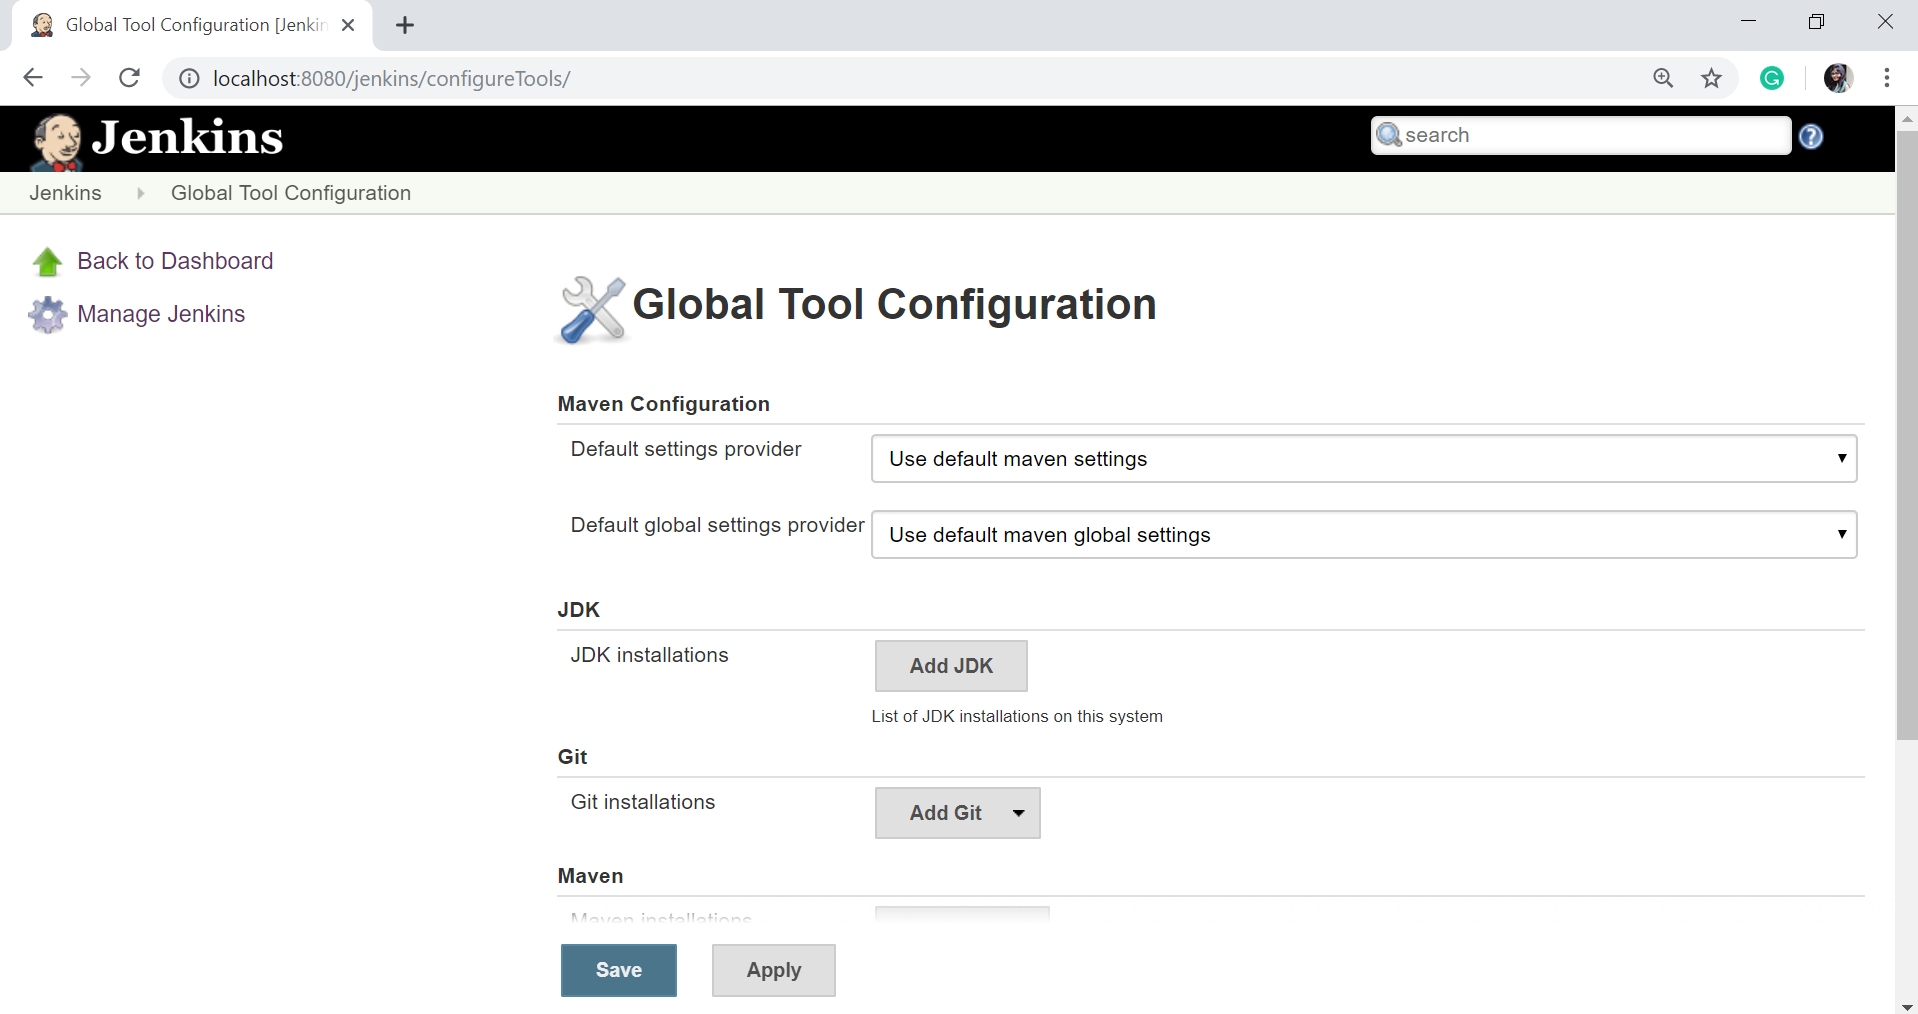 Global Tool Configuration [Jenkin
localhost:8080/jenkins/configureTools/
Jenkins
search
Jenkins Global Tool Configuration
Back to Dashboard
Manage Jenkins
Global Tool Configuration
Maven Configuration
Default settings provider
Use default maven settings
Default global settings provider
Use default maven global settings
JDK
JDK installations
Add JDK
List of JDK installations on this system
Git
Git installations
Add Git
Maven
Maven installations
Save
Apply